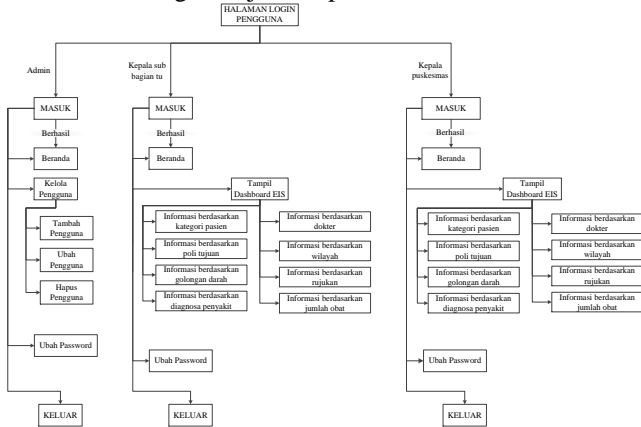 HALAMAN LOGIN
PENGGUNA
Admin
Kepala sub
bagian tu
Kepala
puskesmas
MASUK
MASUK
MASUK
Berhasil
Berhasil
Berhasil
Beranda
Beranda
Beranda
Kelola
Pengguna
Tambah
Pengguna
Ubah
Pengguna
Hapus
Pengguna
Ubah Password
KELUAR
Tampil
Dashboard EIS
Informasi berdasarkan
kategori pasien
Informasi berdasarkan
poli tujuan
Informasi berdasarkan
golongan darah
Informasi berdasarkan
diagnosa penyakit
Informasi berdasarkan
dokter
Informasi berdasarkan
wilayah
Informasi berdasarkan
rujukan
Informasi berdasarkan
jumlah obat
Ubah Password
KELUAR
Tampil
Dashboard EIS
Informasi berdasarkan
kategori pasien
Informasi berdasarkan
poli tujuan
Informasi berdasarkan
golongan darah
Informasi berdasarkan
diagnosa penyakit
Informasi berdasarkan
dokter
Informasi berdasarkan
wilayah
Informasi berdasarkan
rujukan
Informasi berdasarkan
jumlah obat
Ubah Password
KELUAR